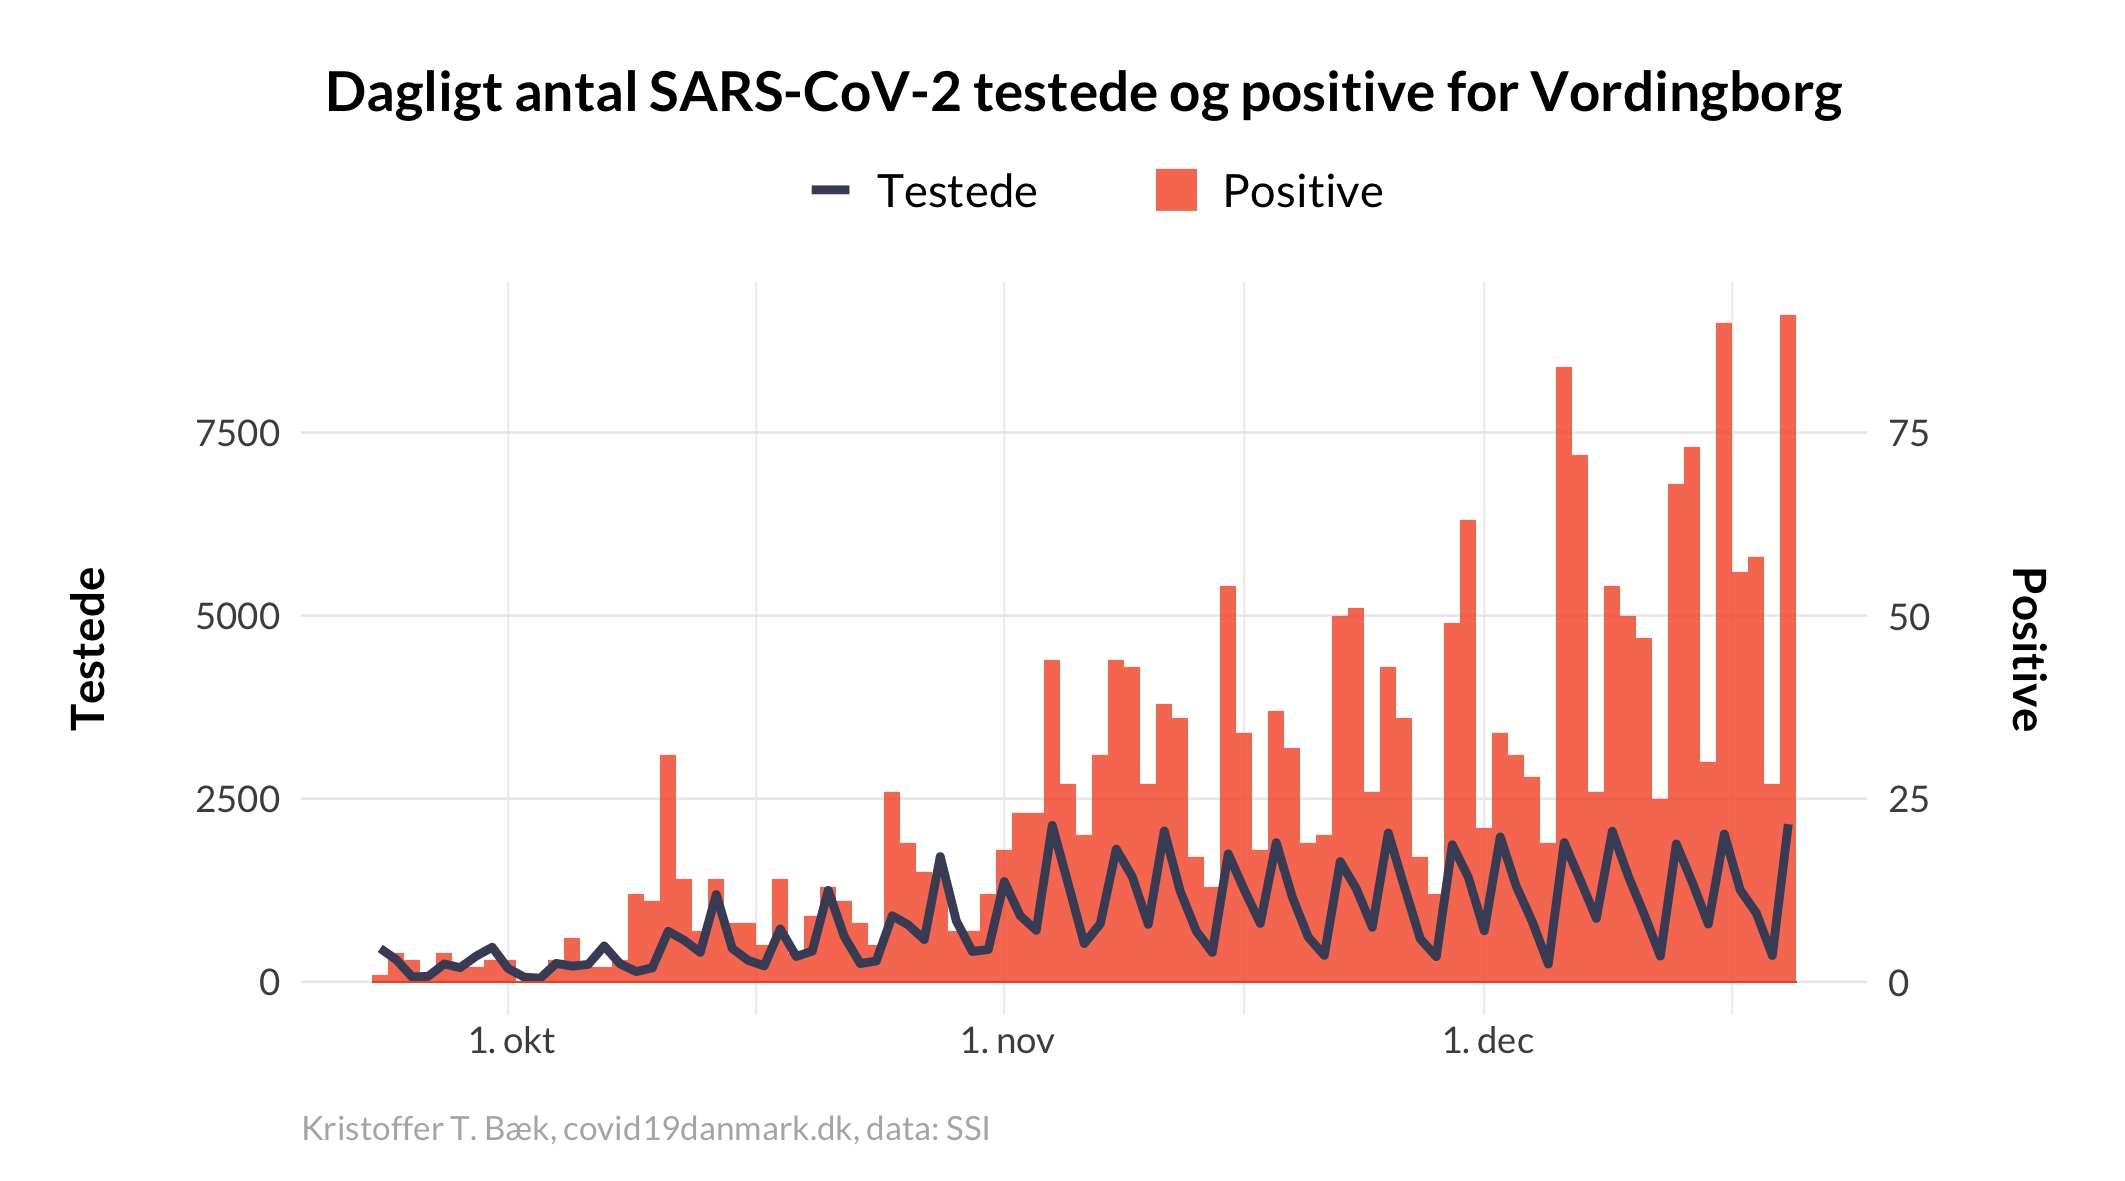 Dagligt antal SARS-CoV-2 testede og positive for Vordingborg
Testede
Positive
7500
5000
2500
0
75
50
25
0
Testede
Positive
1. okt
1. nov
1. dec
Kristoffer T. Bæk, covid19danmark.dk, data: SSI